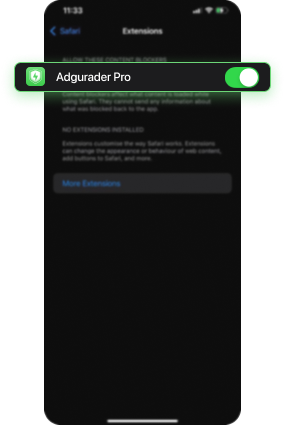 11:33
Safari
Extensions
ALLOW THESE CONTENT BLOCKERS
Adgurader Pro
Content blockers affect what content is loaded while
using Safari. They cannot send any information about
what was blocked back to the app.
NO EXTENSIONS INSTALLED
Extensions customise the way Safari works. Extensions
can change the appearance or behaviour of web content,
add buttons to Safari, and more.
More Extensions